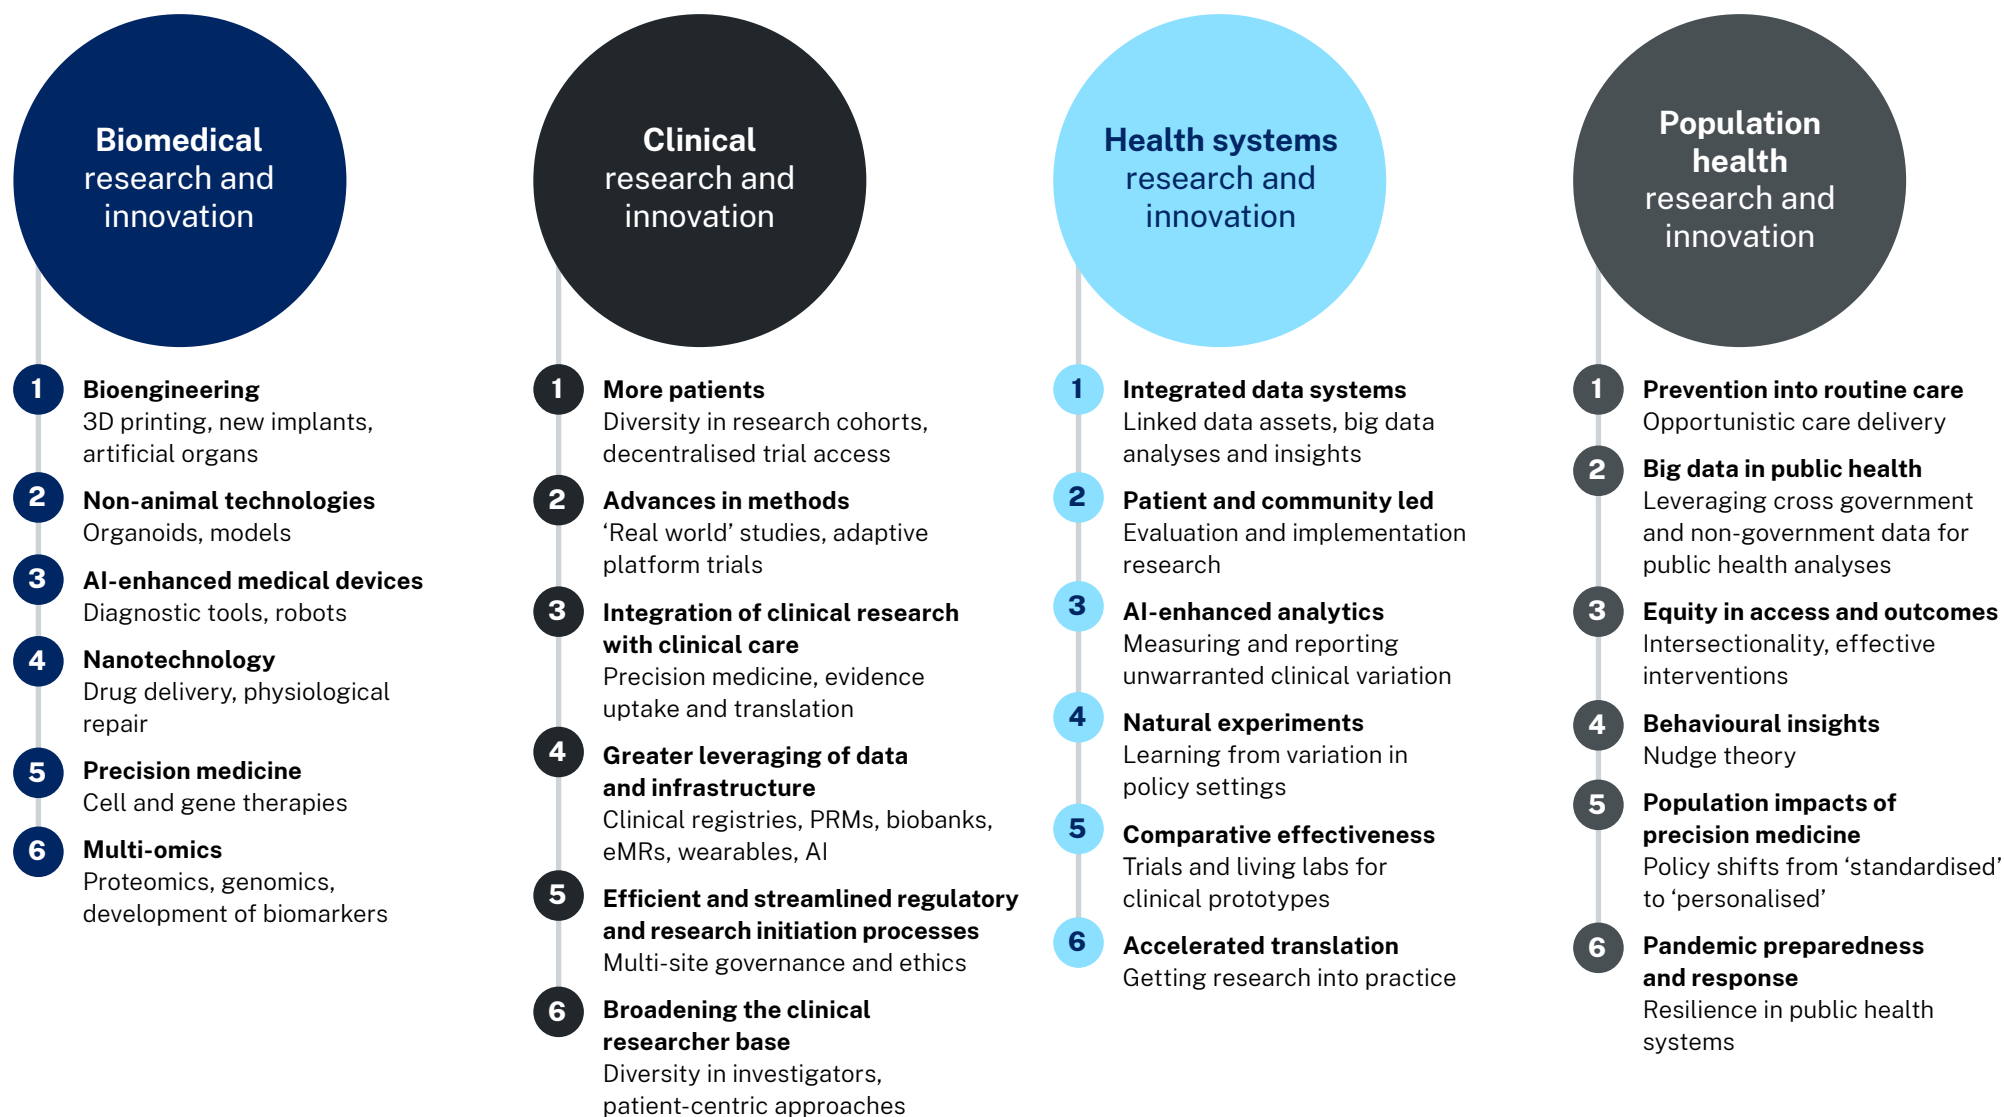 Biomedical
research and
innovation
1
Bioengineering
3D printing, new implants,
artificial organs
2
Non-animal technologies
Organoids, models
3
AI-enhanced medical devices
Diagnostic tools, robots
4
Nanotechnology
Drug delivery, physiological
repair
5
Precision medicine
Cell and gene therapies
6
Multi-omics
Proteomics, genomics,
development of biomarkers
Clinical
research and
innovation
1
More patients
Diversity in research cohorts,
decentralised trial access
2
Advances in methods
‘Real world’ studies, adaptive
platform trials
3
Integration of clinical research
with clinical care
Precision medicine, evidence
uptake and translation
4
Greater leveraging of data
and infrastructure
Clinical registries, PRMs, biobanks,
eMRs, wearables, AI
5
Efficient and streamlined regulatory
and research initiation processes
Multi-site governance and ethics
6
Broadening the clinical
researcher base
Diversity in investigators,
patient-centric approaches
Health systems
research and
innovation
1
Integrated data systems
Linked data assets, big data
analyses and insights
2
Patient and community led
Evaluation and implementation
research
3
AI-enhanced analytics
Measuring and reporting
unwarranted clinical variation
4
Natural experiments
Learning from variation in
policy settings
5
Comparative effectiveness
Trials and living labs for
clinical prototypes
6
Accelerated translation
Getting research into practice
Population
health
research and
innovation
1
Prevention into routine care
Opportunistic care delivery
2
Big data in public health
Leveraging cross government
and non-government data for
public health analyses
3
Equity in access and outcomes
Intersectionality, effective
interventions
4
Behavioural insights
Nudge theory
5
Population impacts of
precision medicine
Policy shifts from ‘standardised’
to ‘personalised’
6
Pandemic preparedness
and response
Resilience in public health
systems